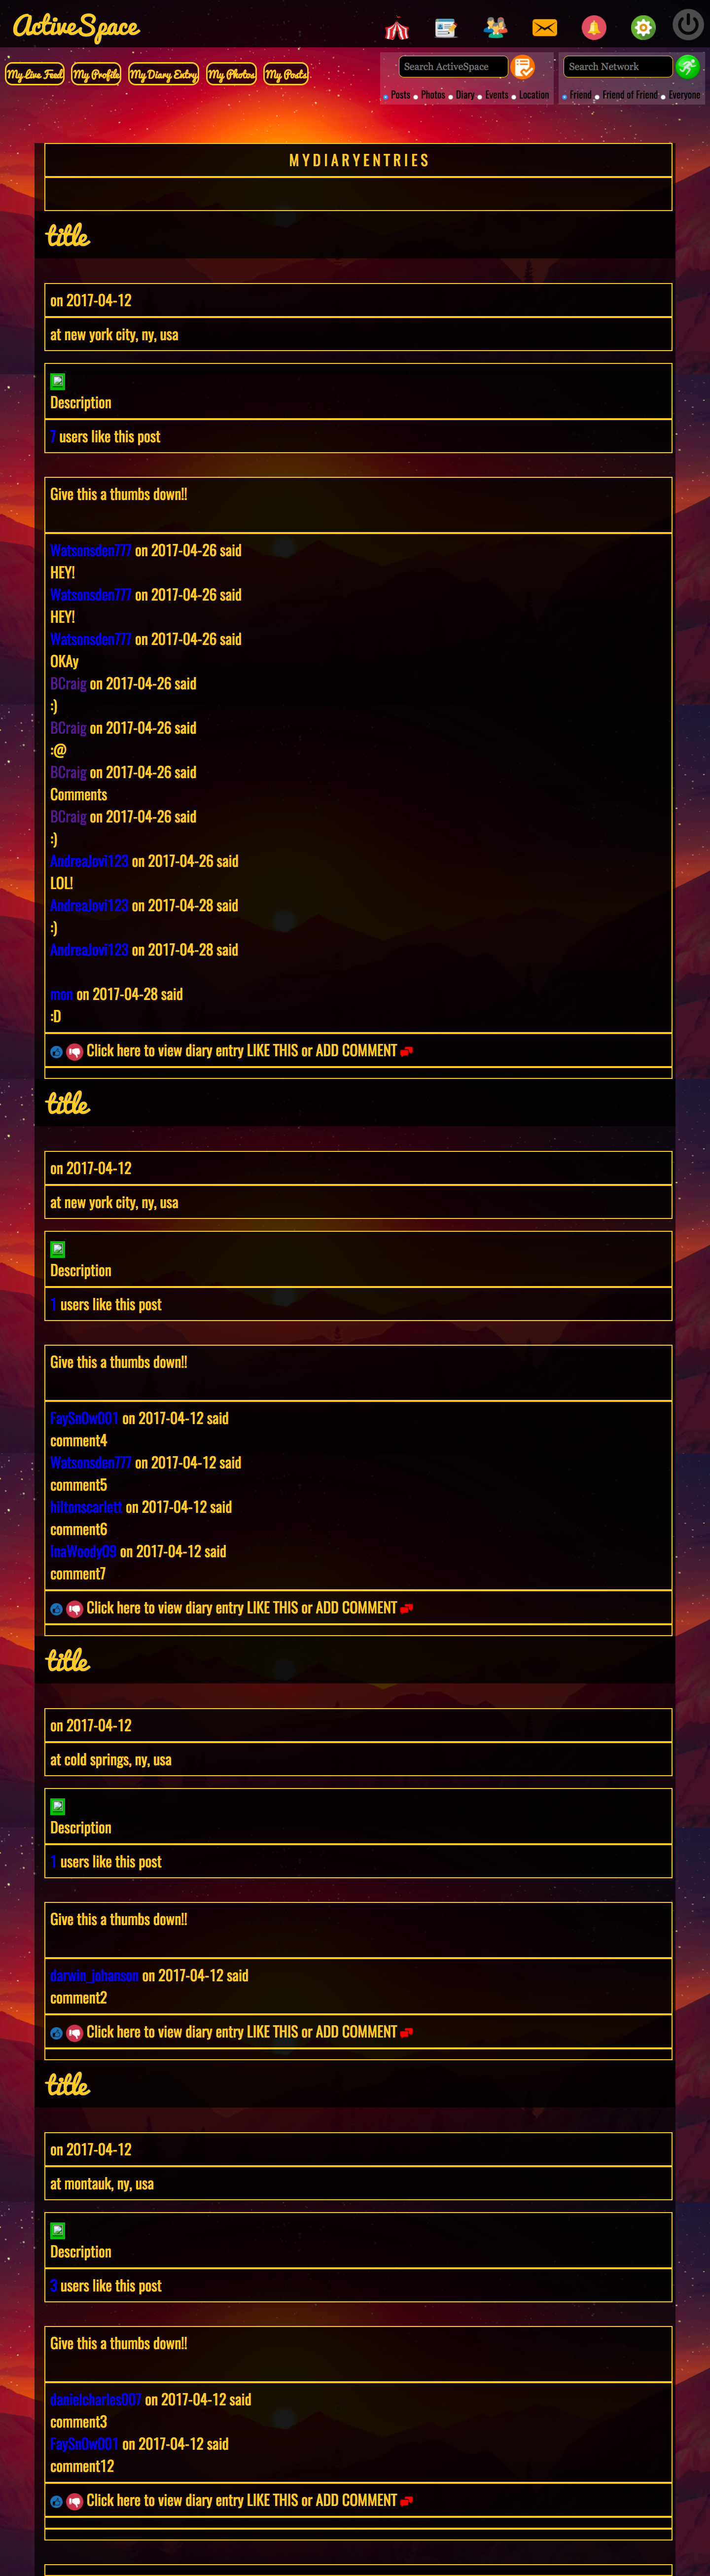 ActiveSpace
My Live Feed My Profile My Diary Entry My Photos My Posts
Search ActiveSpace
Search Network
Posts Photos Diary Events Location
Friend Friend of Friend Everyone
MYDIARYENTRIES
title
on 2017-04-12
at new york city, ny, usa
Description
7 users like this post
Give this a thumbs down!!
Watsonsden777 on 2017-04-26 said
HEY!
Watsonsden777 on 2017-04-26 said
HEY!
Watsonsden777 on 2017-04-26 said
OKAy
BCraig on 2017-04-26 said
:)
BCraig on 2017-04-26 said
:@
BCraig on 2017-04-26 said
Comments
BCraig on 2017-04-26 said
:)
AndreaJovi123 on 2017-04-26 said
LOL!
AndreaJovi123 on 2017-04-28 said
:)
AndreaJovi123 on 2017-04-28 said
on 2017-04-28 said
:D
Click here to view diary entry LIKE THIS or ADD COMMENT
title
on 2017-04-12
at new york city, ny, usa
Description
1 users like this post
Give this a thumbs down!!
FaySn0w001 on 2017-04-12 said
comment4
Watsonsden777 on 2017-04-12 said
comment5
hiltonscarlett on 2017-04-12 said
comment6
InaWoody09 on 2017-04-12 said
comment7
Click here to view diary entry LIKE THIS or ADD COMMENT
title
on 2017-04-12
at cold springs, ny, usa
Description
1 users like this post
Give this a thumbs down!!
darwin_johanson on 2017-04-12 said
comment2
Click here to view diary entry LIKE THIS or ADD COMMENT
title
on 2017-04-12
at montauk, ny, usa
Description
3 users like this post
Give this a thumbs down!!
danielcharles007 on 2017-04-12 said
comment3
FaySn0w001 on 2017-04-12 said
comment12
Click here to view diary entry LIKE THIS or ADD COMMENT